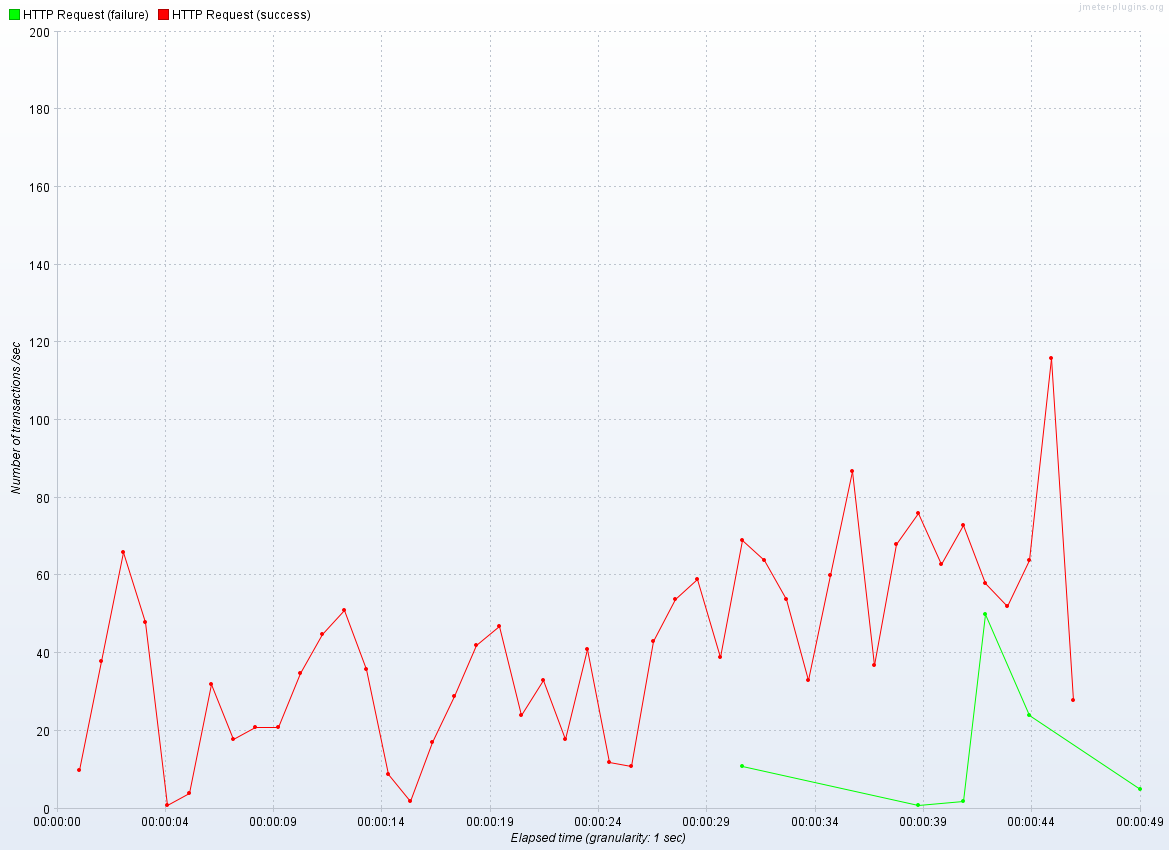 HTTP Request (failure) HTTP Request (success)
jmeter-plugins.org
200
180
160
140
120
100
80
60
40
20
0
Number of transactions /sec
00:00:00 00:00:04 00:00:09 00:00:14 00:00:19 00:00:24 00:00:29 00:00:34 00:00:39 00:00:44 00:00:49
Elapsed time (granularity: 1 sec)